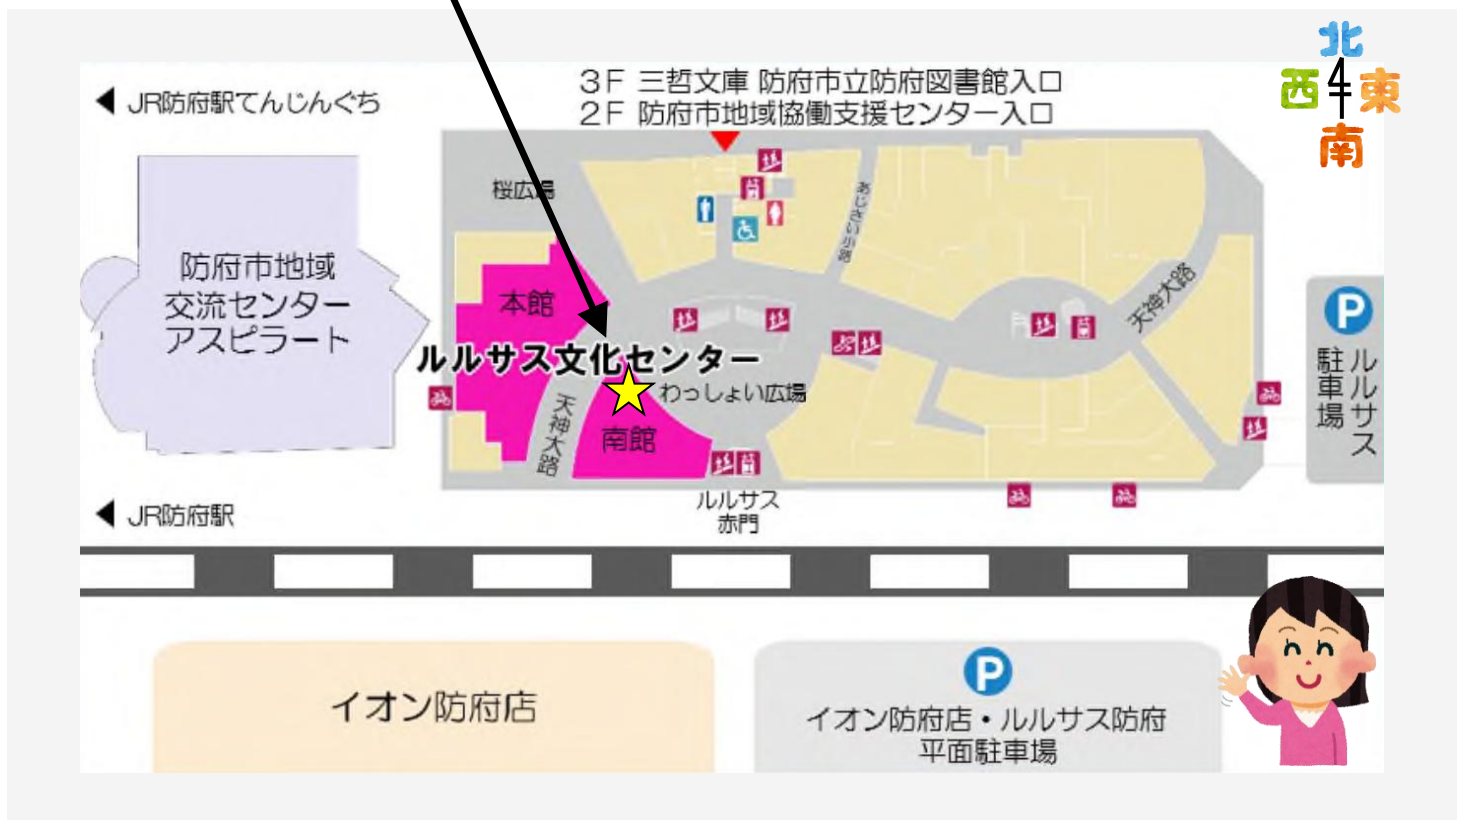 北
西 東
南
3F 三哲文庫 防府市立防府図書館入口
2F 防府市地域協働支援センター入口
JR防府駅てんじんぐち
桜広場
あじさい小路
防府市地域
交流センター
アスピラート
本館
天神大路
P
ルルサス
駐車場
ルルサス文化センター
わっしょい広場
天神大路
南館
ルルサス
赤門
JR防府駅
イオン防府店
P
イオン防府店・ルルサス防府
平面駐車場